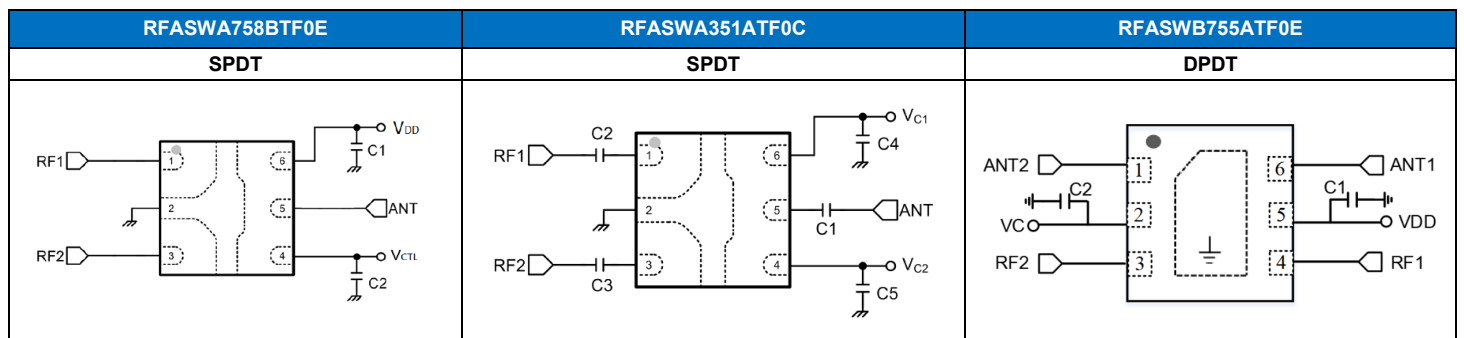 RFASWA758BTF0E
RFASWA351ATF0C
RFASWB755ATF0E
SPDT
SPDT
DPDT
VDD
C1
RF1
1
6
2
5
ANT
RF2
3
4
VCTL
C2
VC1
C4
C2
RF1
1
6
2
5
ANT
C1
RF2
3
4
VC2
C3
C5
ANT2
1
6
ANT1
C2
C1
VC
2
5
VDD
RF2
3
4
RF1